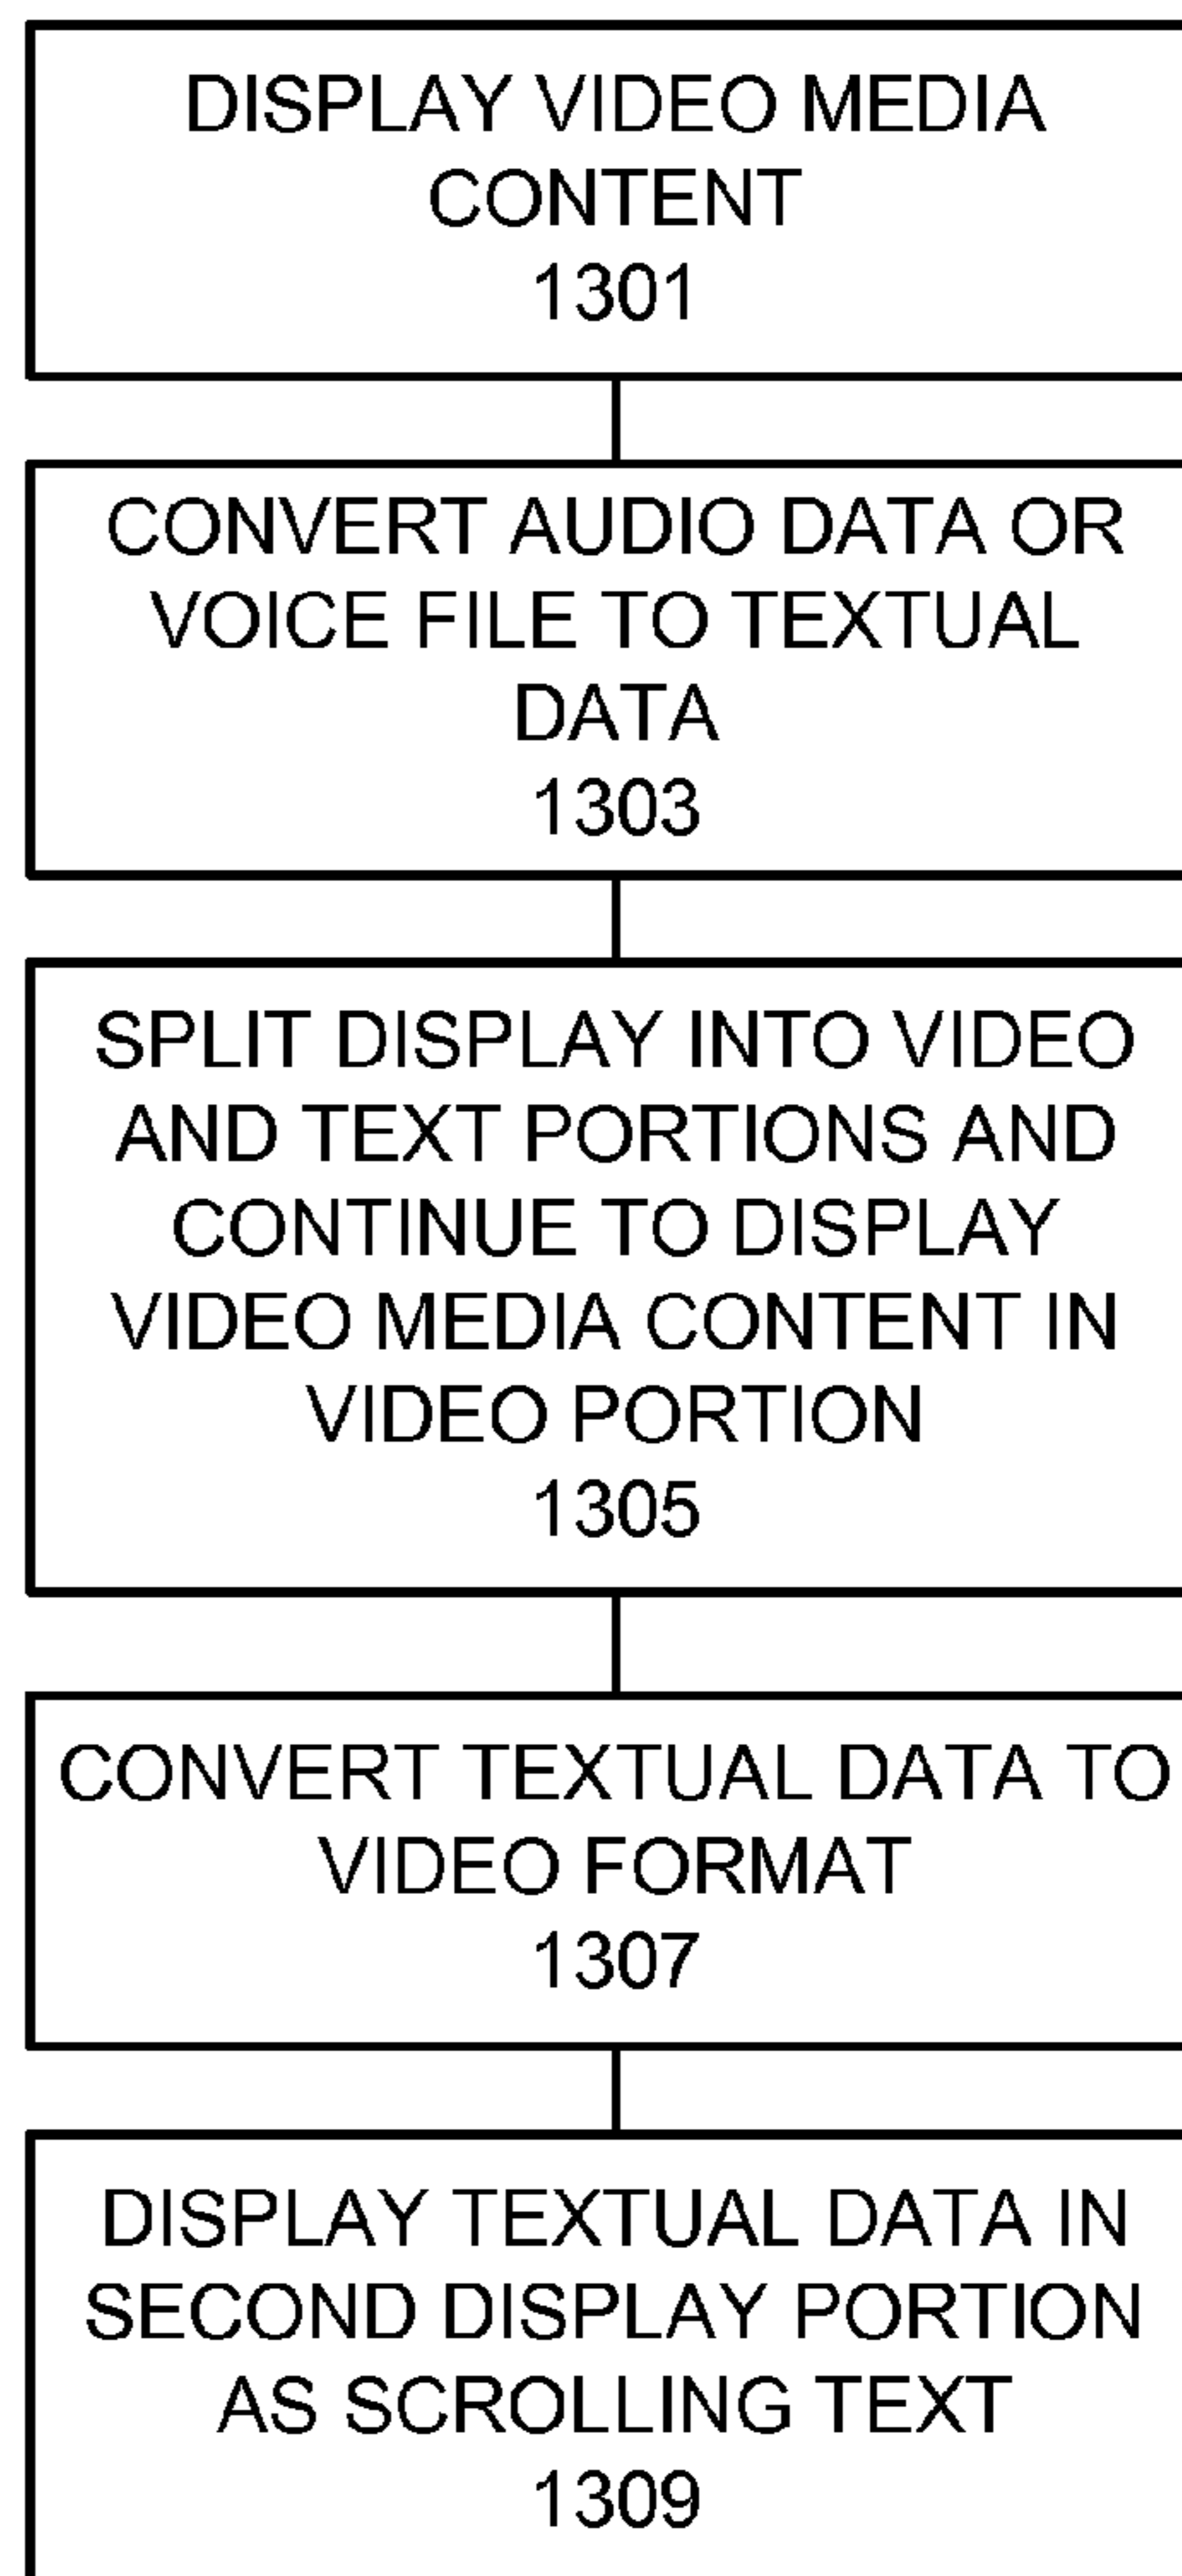 DISPLAY VIDEO MEDIA
CONTENT
1301
CONVERT AUDIO DATA OR
VOICE FILE TO TEXTUAL
DATA
1303
SPLIT DISPLAY INTO VIDEO
AND TEXT PORTIONS AND
CONTINUE TO DISPLAY
VIDEO MEDIA CONTENT IN
VIDEO PORTION
1305
CONVERT TEXTUAL DATA TO
VIDEO FORMAT
1307
DISPLAY TEXTUAL DATA IN
SECOND DISPLAY PORTION
AS SCROLLING TEXT
1309